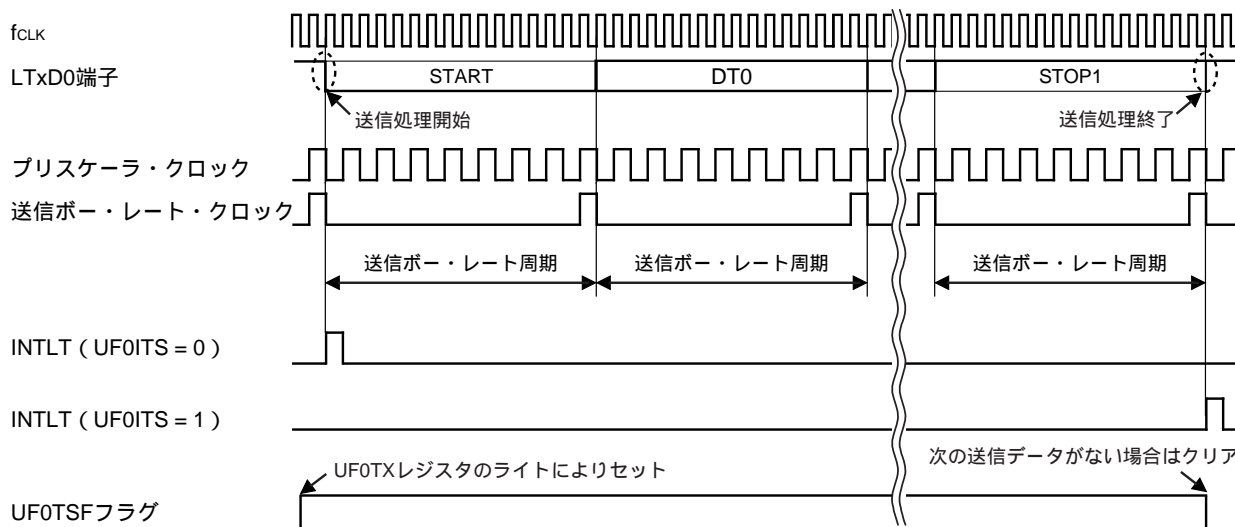 fCLK
LTxD0端子
START
DT0
STOP1
送信処理開始
送信処理終了
プリスケーラ・クロック
送信ボー・レート・クロック
送信ボー・レート周期
送信ボー・レート周期
送信ボー・レート周期
INTLT（UF0ITS = 0）
INTLT（UF0ITS = 1）
UF0TXレジスタのライトによりセット
次の送信データがない場合はクリア
UF0TSFフラグ